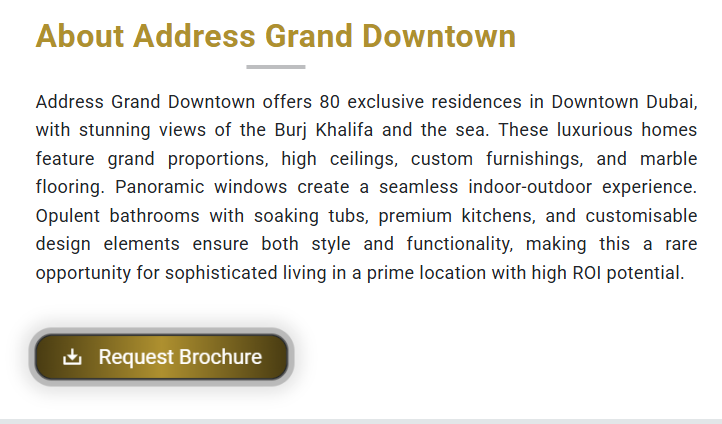 About Address Grand Downtown
Address Grand Downtown offers 80 exclusive residences in Downtown Dubai,
with stunning views of the Burj Khalifa and the sea. These luxurious homes
feature grand proportions, high ceilings, custom furnishings, and marble
flooring. Panoramic windows create a seamless indoor-outdoor experience.
Opulent bathrooms with soaking tubs, premium kitchens, and customisable
design elements ensure both style and functionality, making this a rare
opportunity for sophisticated living in a prime location with high ROI potential.
Request Brochure